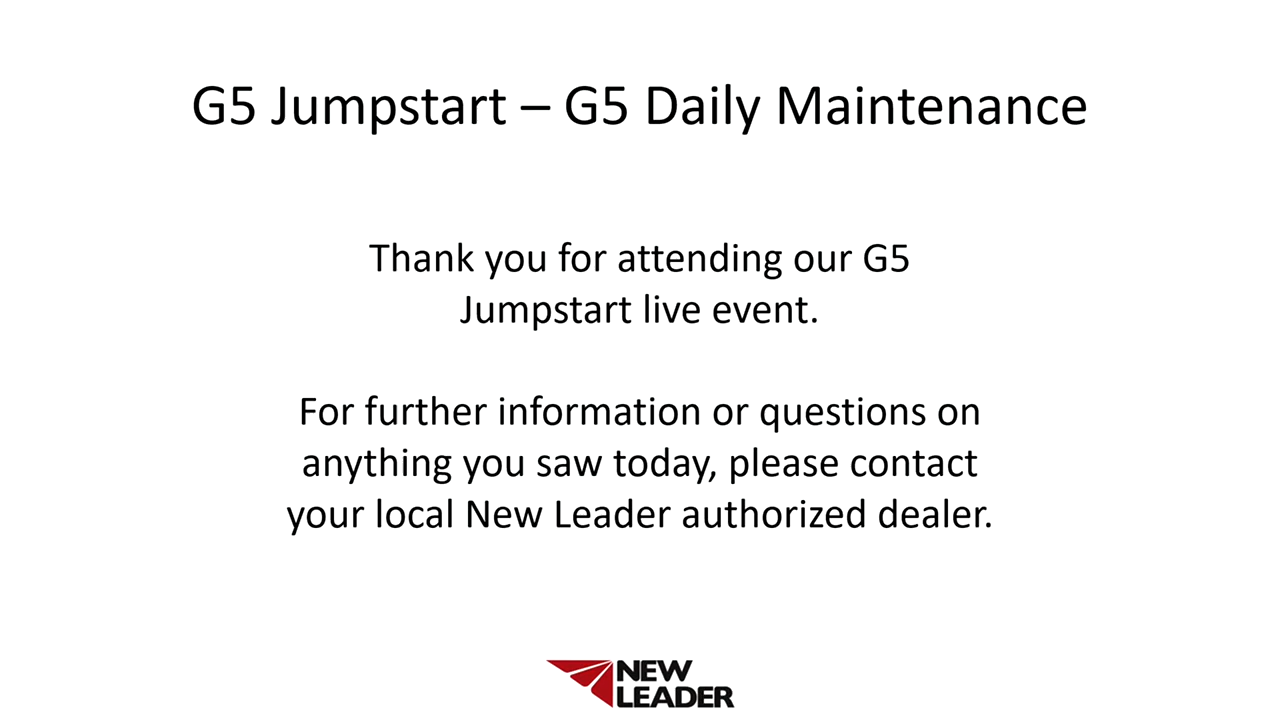 G5 Jumpstart – G5 Daily Maintenance
Thank you for attending our G5
Jumpstart live event.
For further information or questions on
anything you saw today, please contact
your local New Leader authorized dealer.
NEW
LEADER